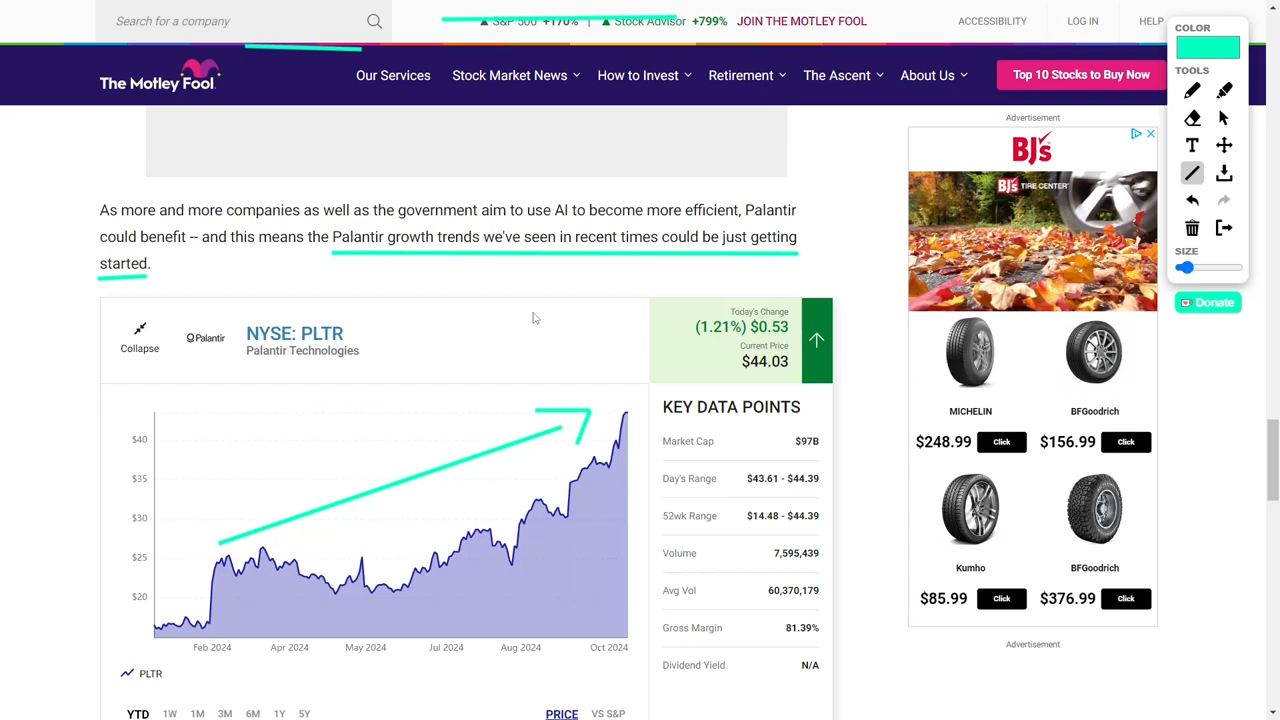 Search for a company
S&P 500 +170% | Stock Advisor +799% JOIN THE MOTLEY FOOL
ACCESSIBILITY LOG IN HELP
The Motley Fool
Our Services Stock Market News How to Invest Retirement The Ascent About Us Top 10 Stocks to Buy Now
As more and more companies as well as the government aim to use AI to become more efficient, Palantir
could benefit -- and this means the Palantir growth trends we've seen in recent times could be just getting
started.
Collapse
Palantir
NYSE: PLTR
Palantir Technologies
Today's Change
(1.21%) $0.53
Current Price
$44.03
$40
$35
$30
$25
$20
Feb 2024 Apr 2024 May 2024 Jul 2024 Aug 2024 Oct 2024
PLTR
YTD 1W 1M 3M 6M 1Y 5Y PRICE VS S&P
KEY DATA POINTS
Market Cap $97B
Day's Range $43.61 - $44.39
52wk Range $14.48 - $44.39
Volume 7,595,439
Avg Vol 60,370,179
Gross Margin 81.39%
Dividend Yield N/A
Advertisement
BJ's
BJ's TIRE CENTER
MICHELIN BFGoodrich
$248.99 Click $156.99 Click
Kumho BFGoodrich
$85.99 Click $376.99 Click
Advertisement
COLOR
TOOLS
T
SIZE
Donate